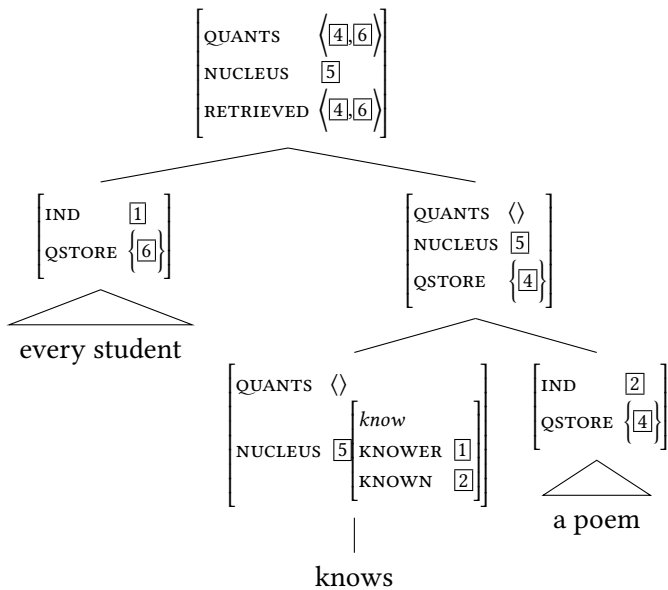 QUANTS ⟨4,6⟩
NUCLEUS 5
RETRIEVED ⟨4,6⟩
IND 1
QSTORE {6}
every student
QUANTS ⟨⟩
NUCLEUS 5
QSTORE {4}
QUANTS ⟨⟩
NUCLEUS 5
know
KNOWER 1
KNOWN 2
knows
IND 2
QSTORE {4}
a poem